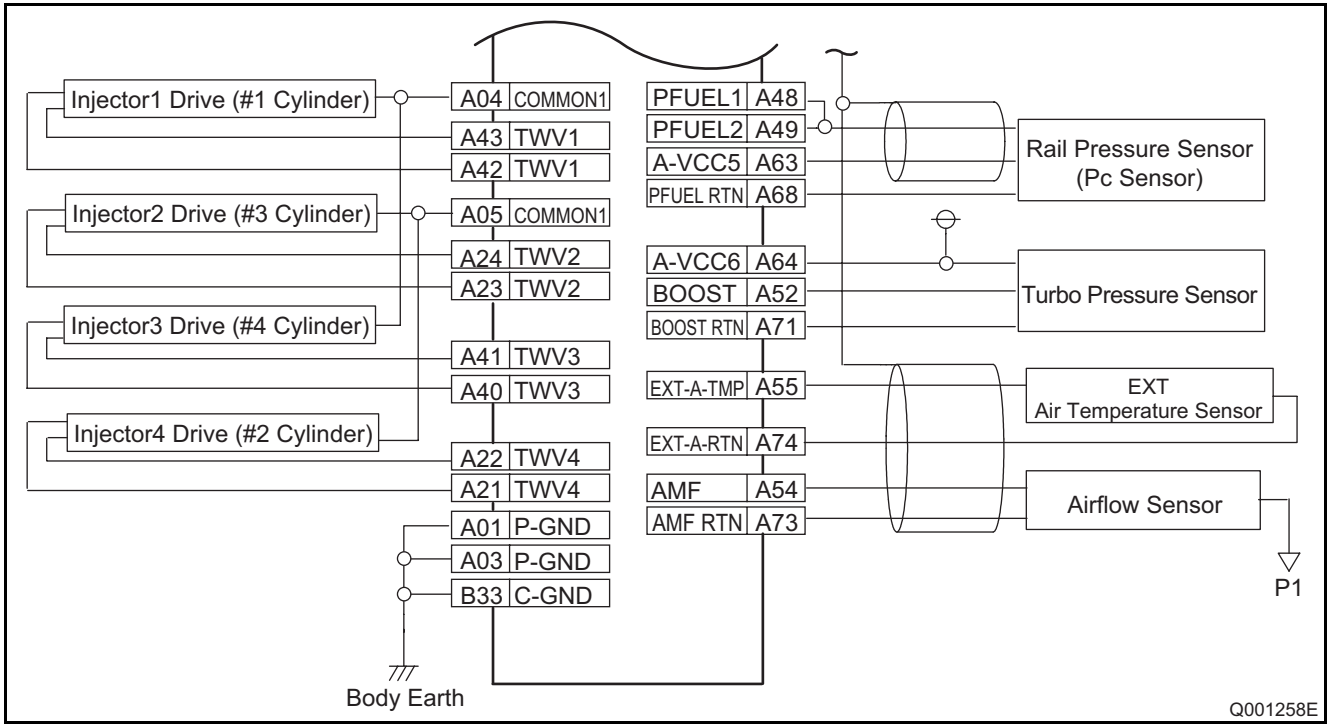 Injector1 Drive (#1 Cylinder)
A04 COMMON1
A43 TWV1
A42 TWV1
Injector2 Drive (#3 Cylinder)
A05 COMMON1
A24 TWV2
A23 TWV2
Injector3 Drive (#4 Cylinder)
A41 TWV3
A40 TWV3
Injector4 Drive (#2 Cylinder)
A22 TWV4
A21 TWV4
A01 P-GND
A03 P-GND
B33 C-GND
Body Earth
PFUEL1 A48
PFUEL2 A49
A-VCC5 A63
PFUEL RTN A68
Rail Pressure Sensor
(Pc Sensor)
A-VCC6 A64
BOOST A52
BOOST RTN A71
Turbo Pressure Sensor
EXT-A-TMP A55
EXT-A-RTN A74
EXT
Air Temperature Sensor
AMF A54
AMF RTN A73
Airflow Sensor
P1
Q001258E